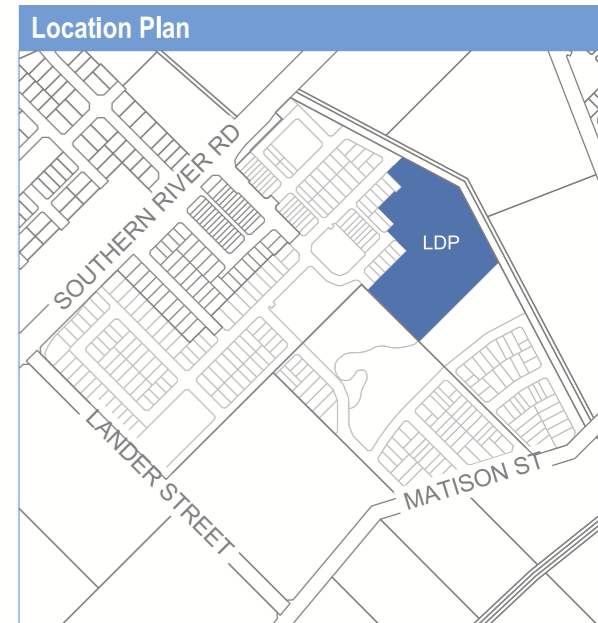 Location Plan
SOUTHERN RIVER RD
LDP
LANDER STREET
MATISON ST